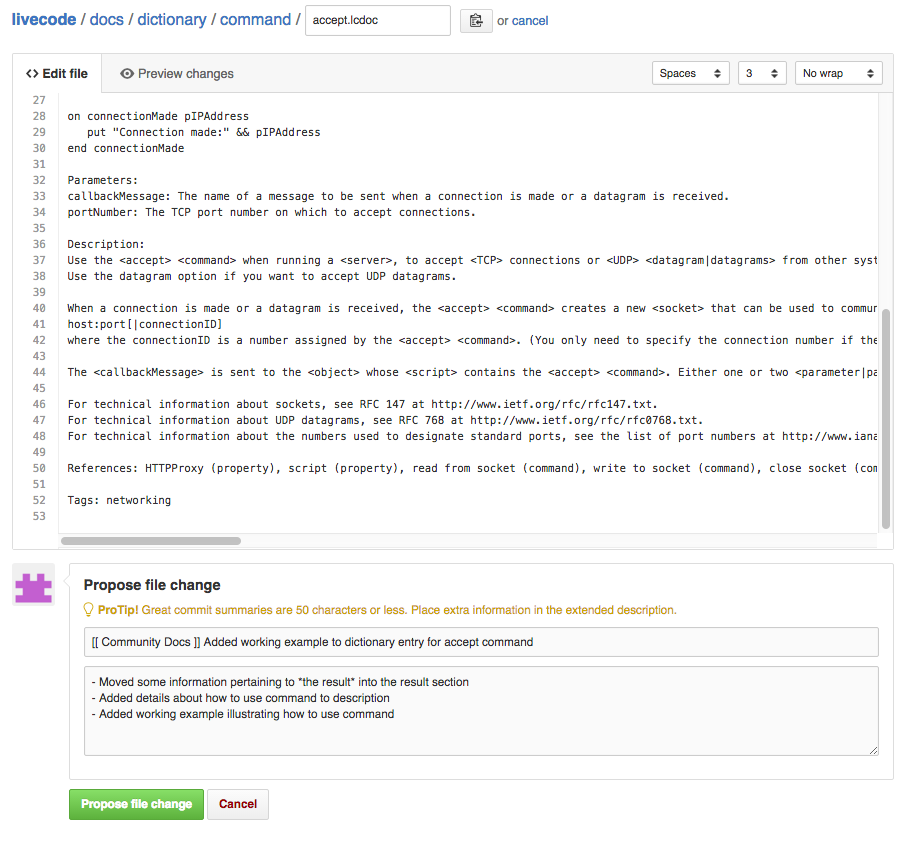 livecode / docs / dictionary / command / accept.lcdoc or cancel
<> Edit file Preview changes Spaces 3 No wrap
27
28 on connectionMade pIPAddress
29 put "Connection made:" && pIPAddress
30 end connectionMade
31
32 Parameters:
33 callbackMessage: The name of a message to be sent when a connection is made or a datagram is received.
34 portNumber: The TCP port number on which to accept connections.
35
36 Description:
37 Use the <accept> <command> when running a <server>, to accept <TCP> connections or <UDP> <datagram|datagrams> from other syst
38 Use the datagram option if you want to accept UDP datagrams.
39
40 When a connection is made or a datagram is received, the <accept> <command> creates a new <socket> that can be used to commun
41 host:port[|connectionID]
42 where the connectionID is a number assigned by the <accept> <command>. (You only need to specify the connection number if the
43
44 The <callbackMessage> is sent to the <object> whose <script> contains the <accept> <command>. Either one or two <parameter|pa
45
46 For technical information about sockets, see RFC 147 at http://www.ietf.org/rfc/rfc147.txt.
47 For technical information about UDP datagrams, see RFC 768 at http://www.ietf.org/rfc/rfc0768.txt.
48 For technical information about the numbers used to designate standard ports, see the list of port numbers at http://www.iana
49
50 References: HTTPProxy (property), script (property), read from socket (command), write to socket (command), close socket (com
51
52 Tags: networking
53
Propose file change
ProTip! Great commit summaries are 50 characters or less. Place extra information in the extended description.
[[ Community Docs ]] Added working example to dictionary entry for accept command
- Moved some information pertaining to *the result* into the result section
- Added details about how to use command to description
- Added working example illustrating how to use command
Propose file change Cancel